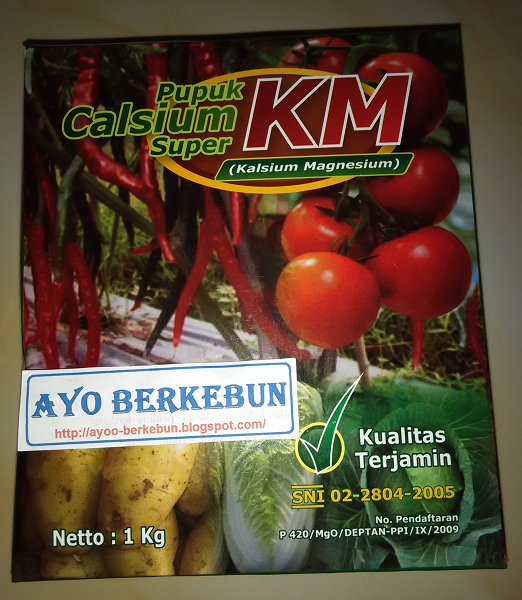 Pupuk
Calsium
Super
KM
(Kalsium Magnesium)
AYO BERKEBUN
http://ayoo-berkebun.blogspot.com/
Kualitas
Terjamin
SNI 02-2804-2005
No. Pendaftaran
P 420/MgO/DEPTAN-PPI/IX/2009
Netto : 1 Kg